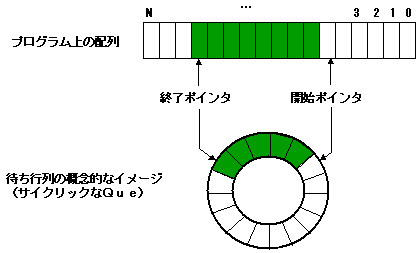 N … 3 2 1 0
プログラム上の配列
終了ポインタ 開始ポインタ
待ち行列の概念的なイメージ
（サイクリックなＱｕｅ）